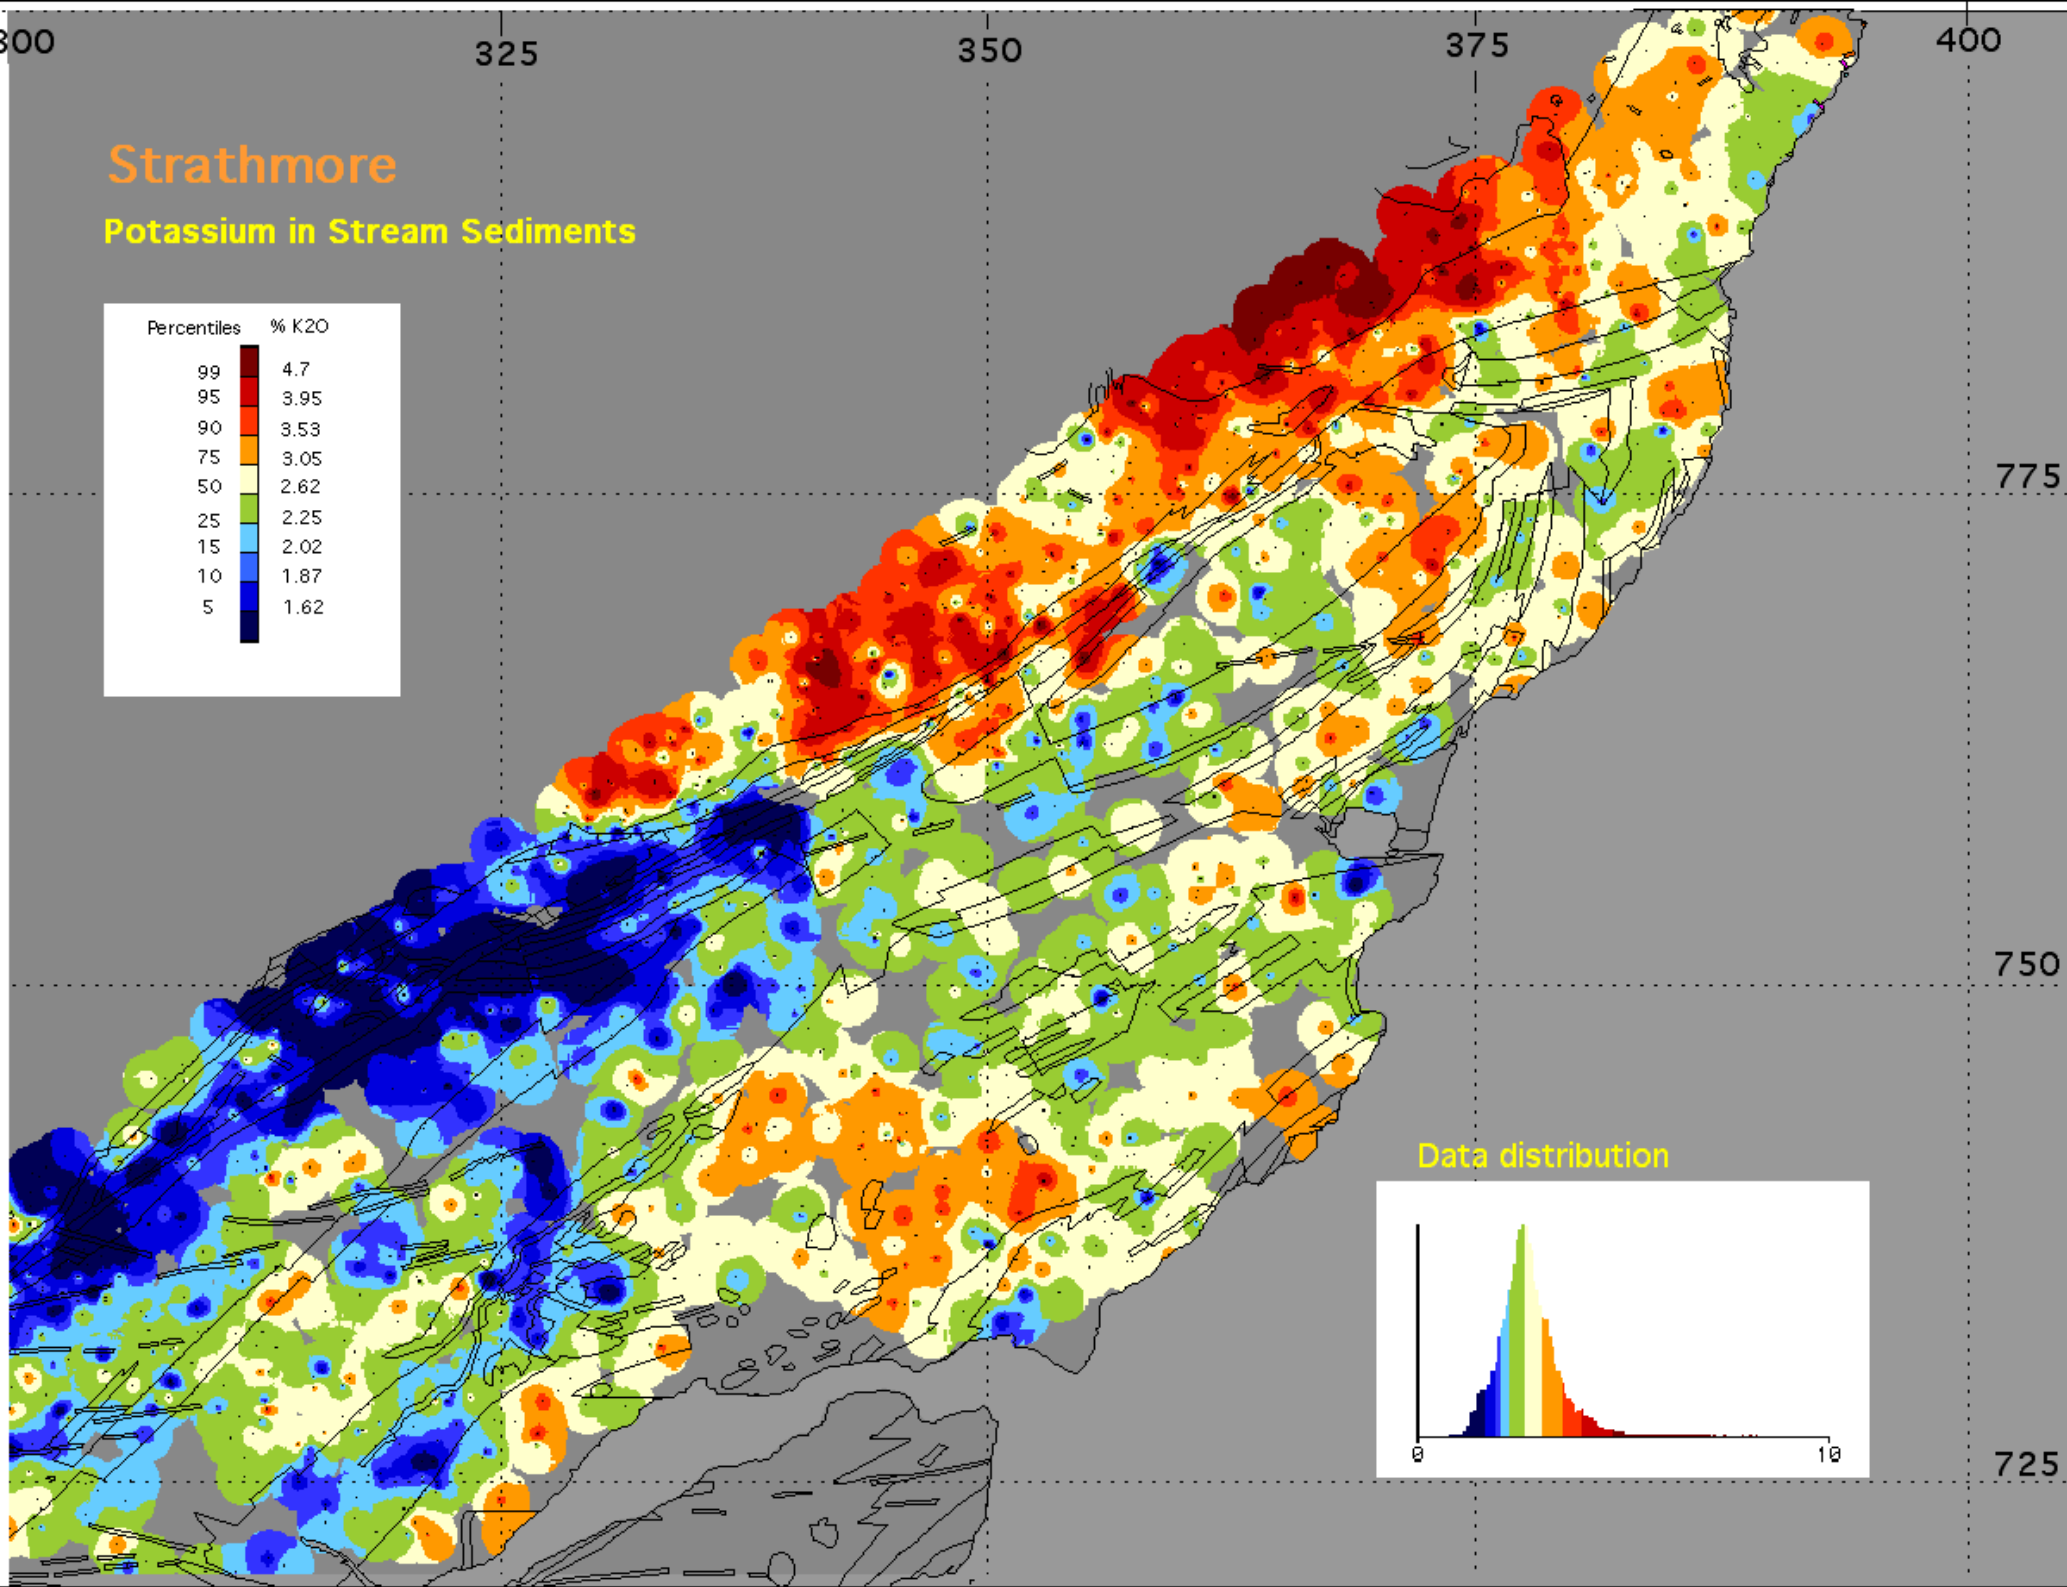 300 325 350 375 400
Strathmore
Potassium in Stream Sediments
Percentiles % K2O
99 4.7
95 3.95
90 3.53
75 3.05
50 2.62
25 2.25
15 2.02
10 1.87
5 1.62
775
750
725
Data distribution
0 10